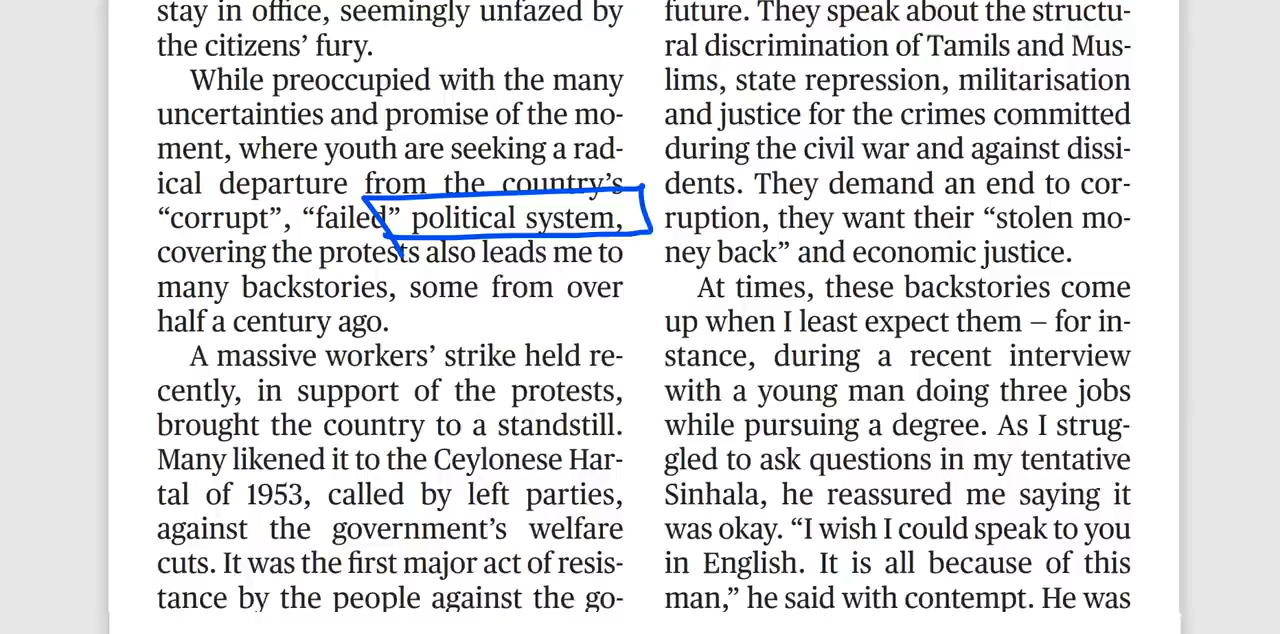 stay in office, seemingly unfazed by
the citizens’ fury.
While preoccupied with the many
uncertainties and promise of the mo-
ment, where youth are seeking a rad-
ical departure from the country’s
“corrupt”, “failed” political system,
covering the protests also leads me to
many backstories, some from over
half a century ago.
A massive workers’ strike held re-
cently, in support of the protests,
brought the country to a standstill.
Many likened it to the Ceylonese Har-
tal of 1953, called by left parties,
against the government’s welfare
cuts. It was the first major act of resis-
tance by the people against the go-
future. They speak about the structu-
ral discrimination of Tamils and Mus-
lims, state repression, militarisation
and justice for the crimes committed
during the civil war and against dissi-
dents. They demand an end to cor-
ruption, they want their “stolen mo-
ney back” and economic justice.
At times, these backstories come
up when I least expect them — for in-
stance, during a recent interview
with a young man doing three jobs
while pursuing a degree. As I strug-
gled to ask questions in my tentative
Sinhala, he reassured me saying it
was okay. “I wish I could speak to you
in English. It is all because of this
man,” he said with contempt. He was